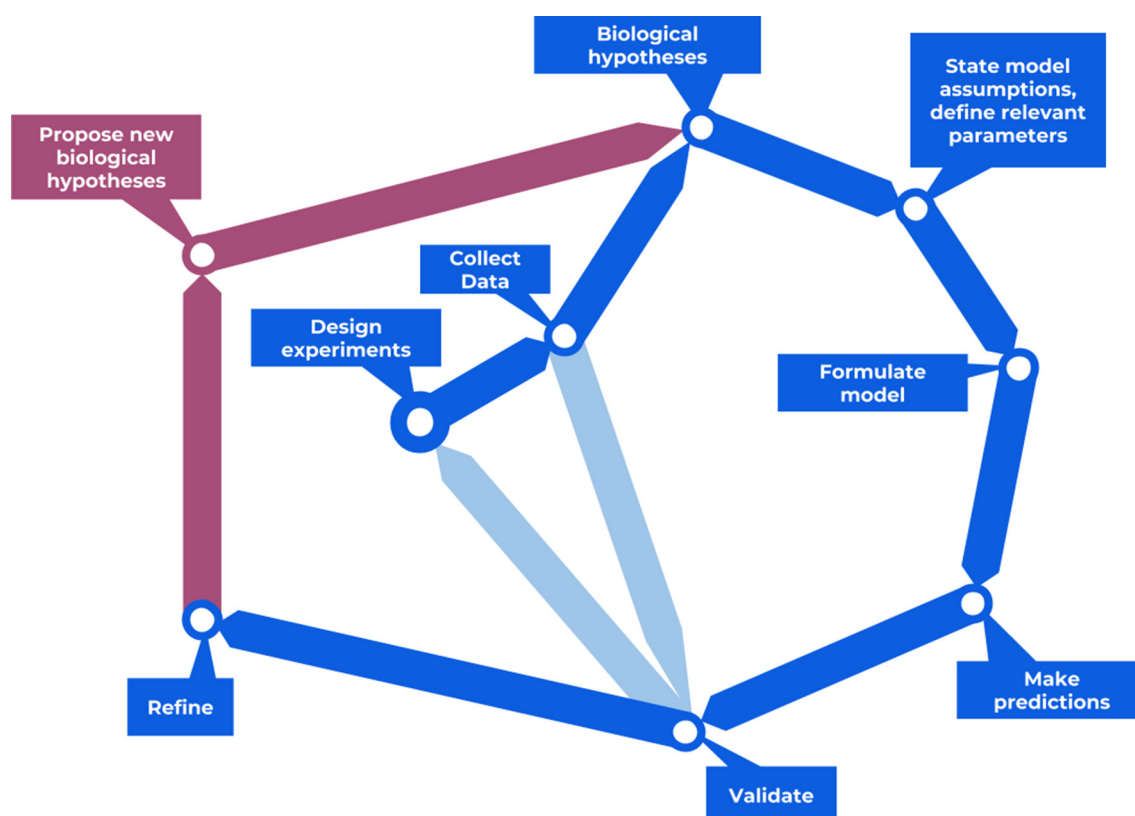 Biological
hypotheses
State model
assumptions,
define relevant
parameters
Propose new
biological
hypotheses
Collect
Data
Design
experiments
Formulate
model
Make
predictions
Refine
Validate